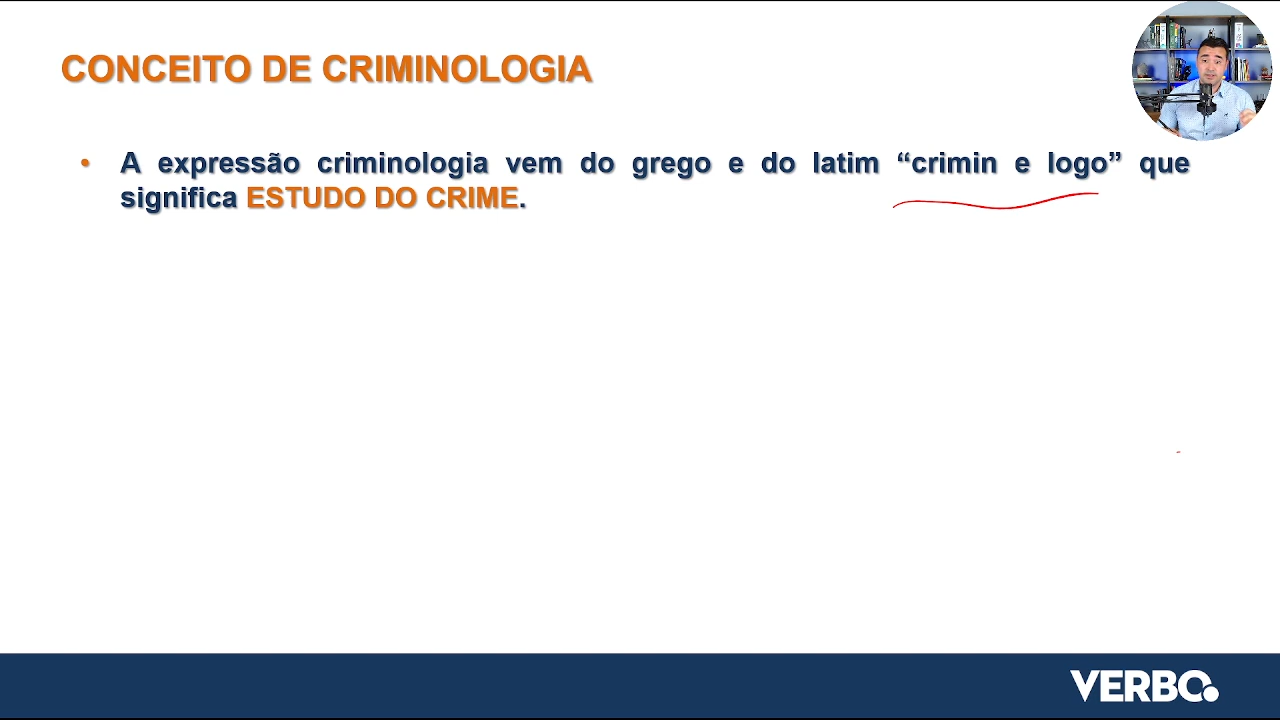 CONCEITO DE CRIMINOLOGIA
• A expressão criminologia vem do grego e do latim “crimin e logo” que
significa ESTUDO DO CRIME.
VERBO